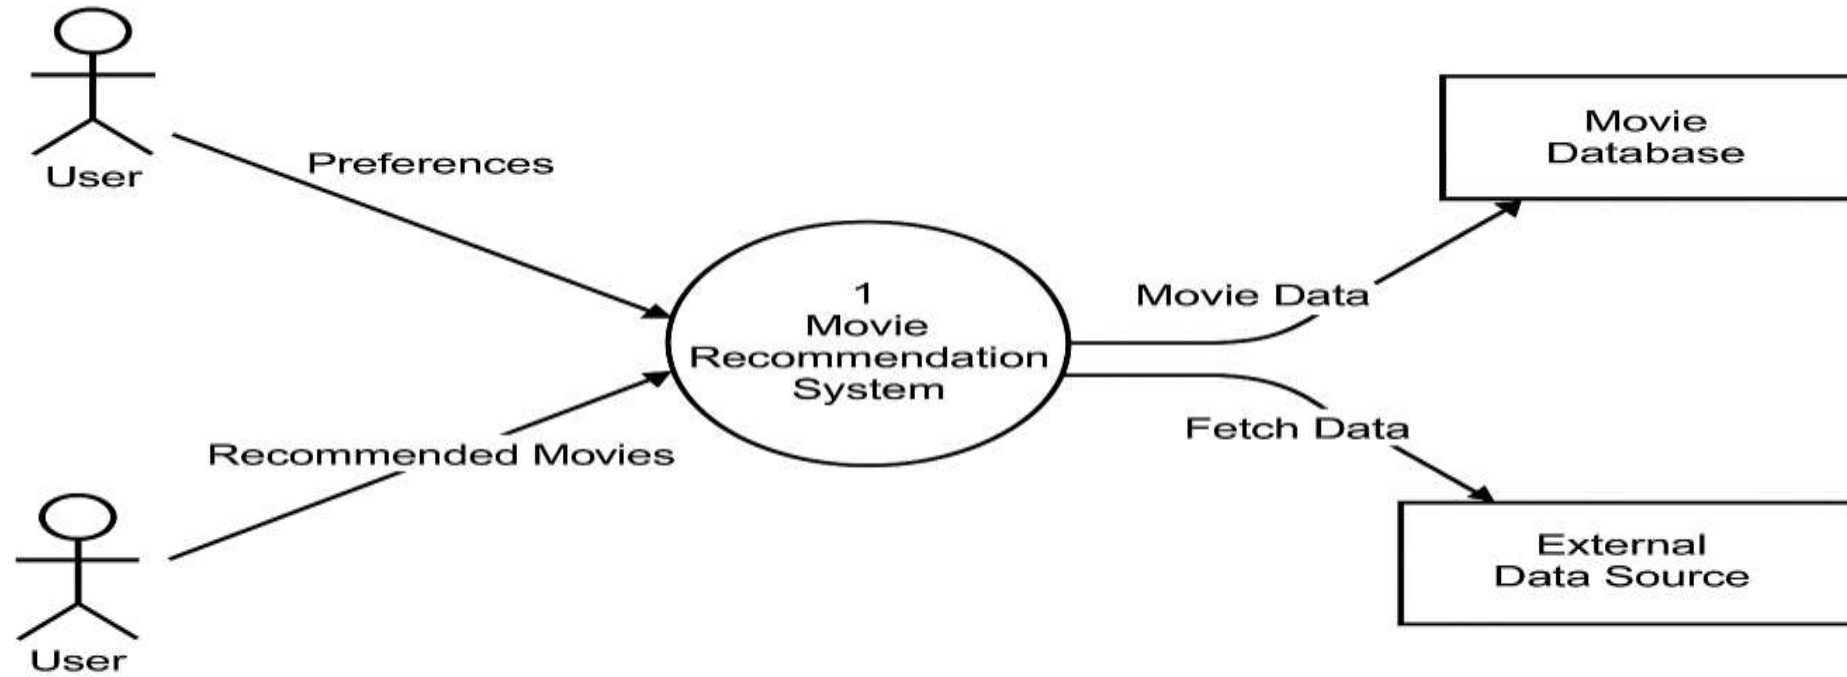 User
Preferences
Movie
Database
1
Movie
Recommendation
System
Movie Data
Fetch Data
Recommended Movies
External
Data Source
User